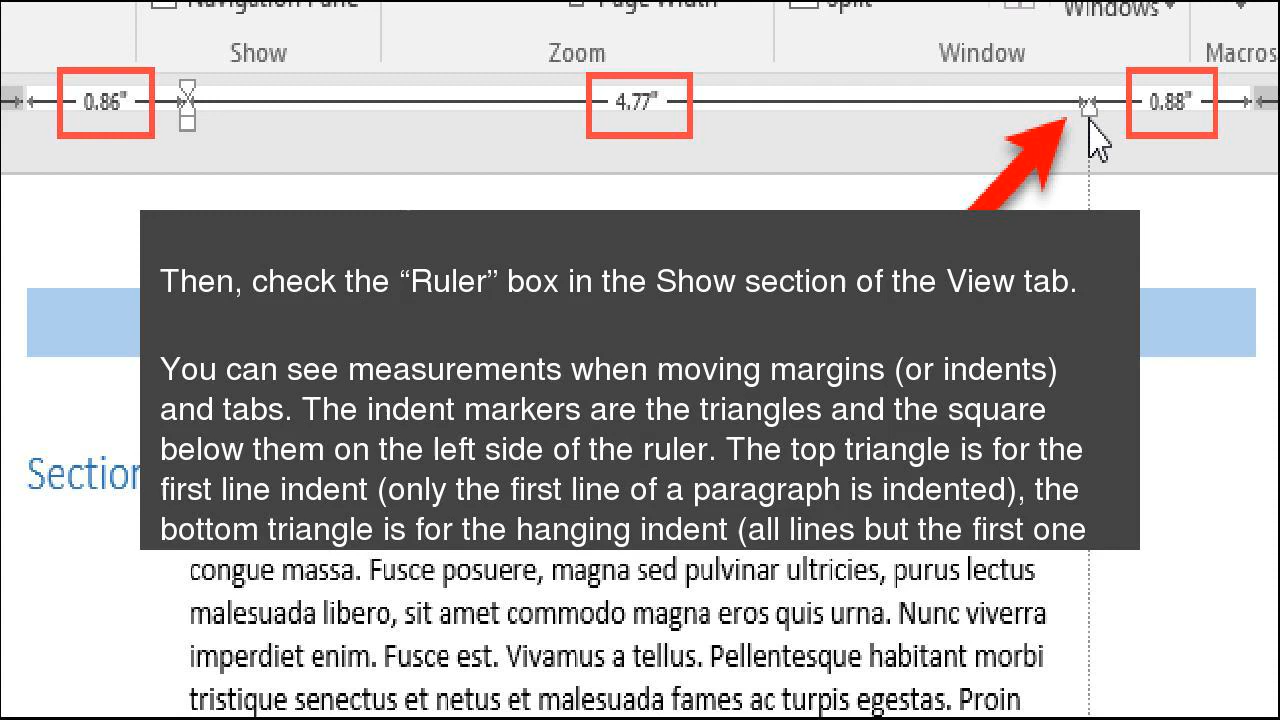 Navigation Pane
Page Width
Split
Windows
Show
Zoom
Window
Macros
0.86"
4.77"
0.88"
Then, check the “Ruler” box in the Show section of the View tab.
You can see measurements when moving margins (or indents)
and tabs. The indent markers are the triangles and the square
below them on the left side of the ruler. The top triangle is for the
first line indent (only the first line of a paragraph is indented), the
bottom triangle is for the hanging indent (all lines but the first one
Section
congue massa. Fusce posuere, magna sed pulvinar ultricies, purus lectus
malesuada libero, sit amet commodo magna eros quis urna. Nunc viverra
imperdiet enim. Fusce est. Vivamus a tellus. Pellentesque habitant morbi
tristique senectus et netus et malesuada fames ac turpis egestas. Proin